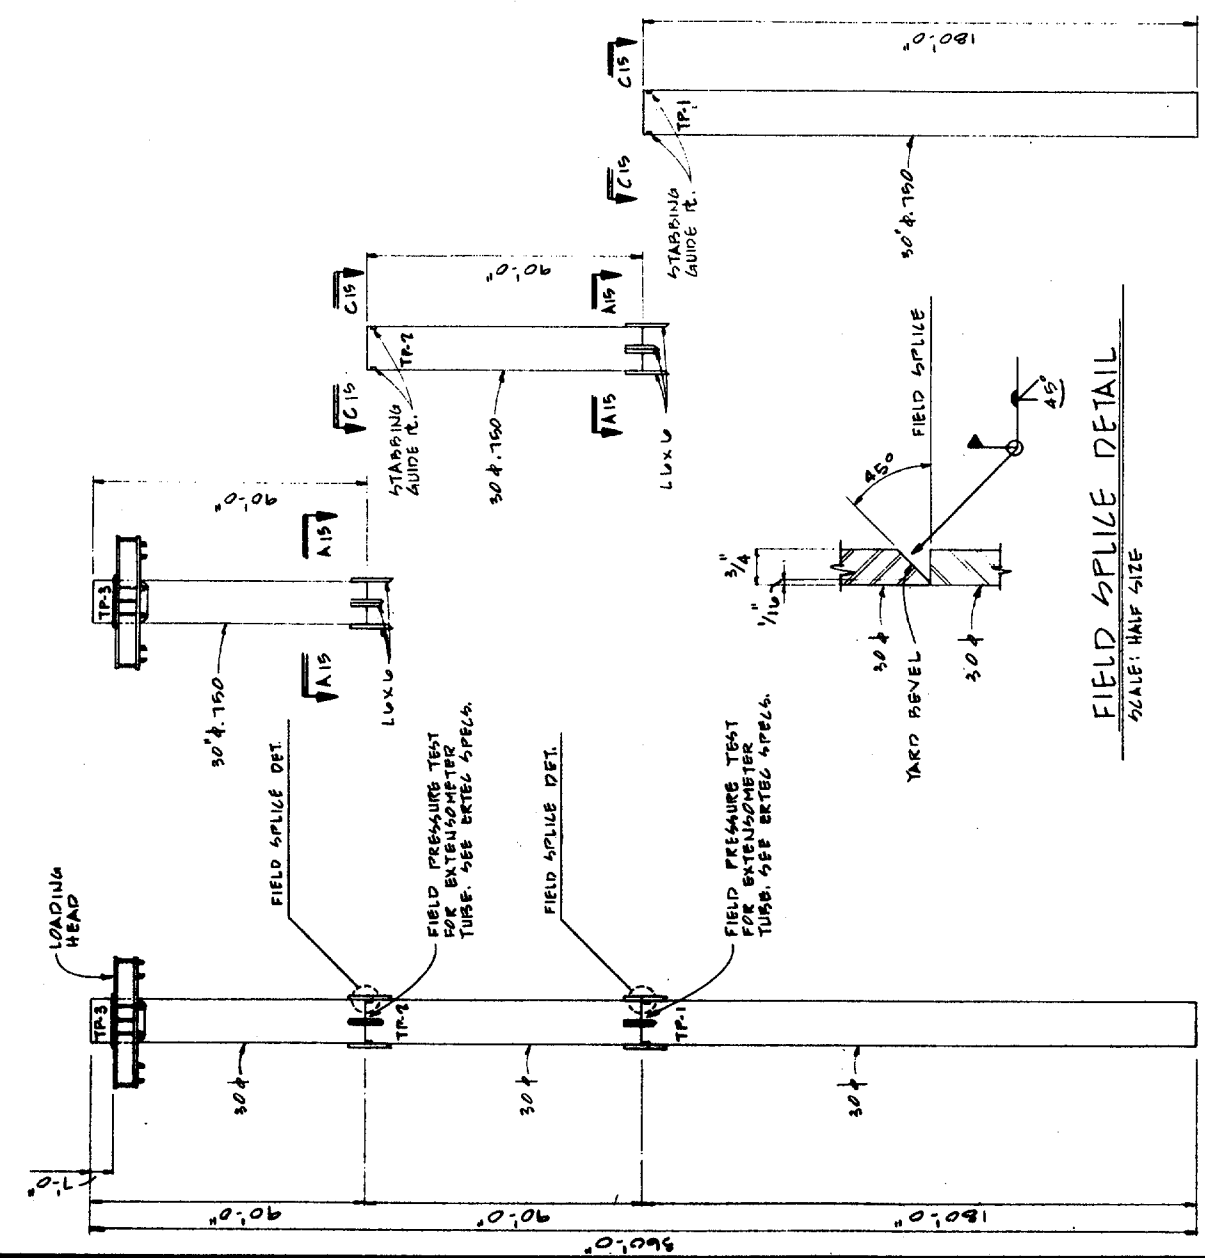 LOADING
HEAD
TP-3
7'-0"
30 ϕ
90'-0"
FIELD SPLICE DET.
FIELD PRESSURE TEST
FOR EXTENSOMETER
TUBE. SEE ERTEC SPECS.
TP-2
30 ϕ
90'-0"
FIELD SPLICE DET.
FIELD PRESSURE TEST
FOR EXTENSOMETER
TUBE. SEE ERTEC SPECS.
TP-1
30 ϕ
180'-0"
360'-0"
TP-3
90'-0"
30"ϕ.750
A15
A15
L6x6
C15
C15
STABBING
GUIDE PL.
TP-2
90'-0"
30 ϕ.750
A15
A15
L6x6
C15
C15
STABBING
GUIDE PL.
TP-1
180'-0"
30"ϕ.750
3/4"
1/16"
45°
FIELD SPLICE
45°
30 ϕ
YARD BEVEL
30 ϕ
FIELD SPLICE DETAIL
SCALE: HALF SIZE